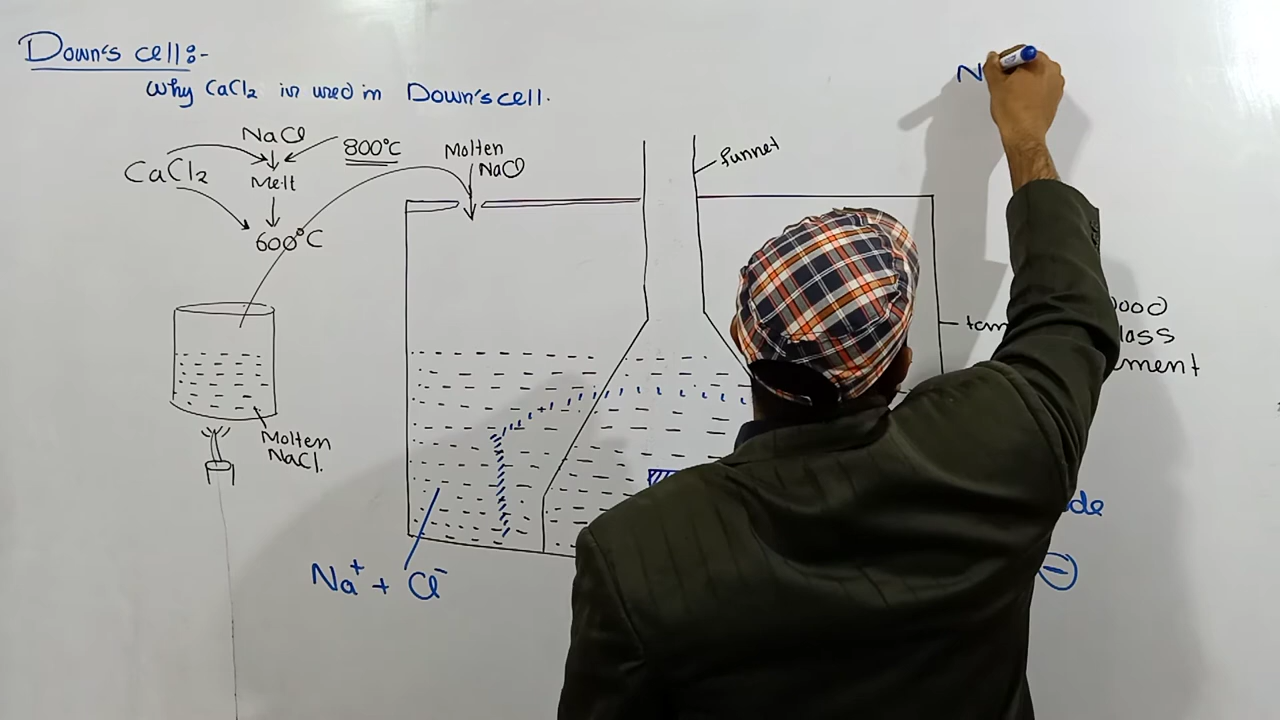 Down's cell:-
Why CaCl2 is used in Down's cell.
NaCl
800°C
CaCl2
Melt
600°C
Molten
NaCl
funnel
Molten
NaCl.
Na+ + Cl-
N
ment
de
-